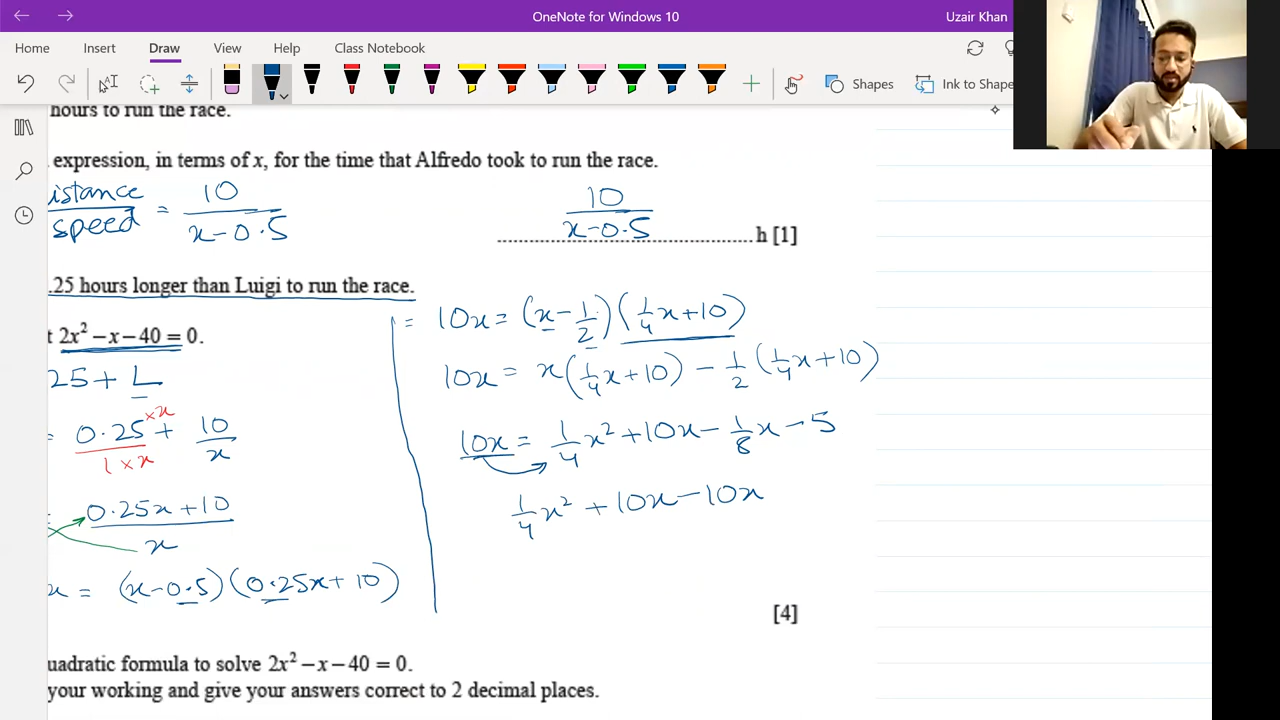 OneNote for Windows 10
Uzair Khan
Home Insert Draw View Help Class Notebook
Shapes Ink to Shape
hours to run the race.
expression, in terms of x, for the time that Alfredo took to run the race.
istance/speed = 10/(x-0.5)
10/(x-0.5) h [1]
.25 hours longer than Luigi to run the race.
t 2x² − x − 40 = 0.
25 + L
= 0.25 ×x / 1 × x + 10/x
= (0.25x + 10)/x
x = (x-0.5)(0.25x + 10)
= 10x = (x - 1/2)(1/4x + 10)
10x = x(1/4x + 10) - 1/2(1/4x + 10)
10x = 1/4x² + 10x - 1/8x - 5
1/4x² + 10x - 10x
[4]
uadratic formula to solve 2x² − x − 40 = 0.
your working and give your answers correct to 2 decimal places.